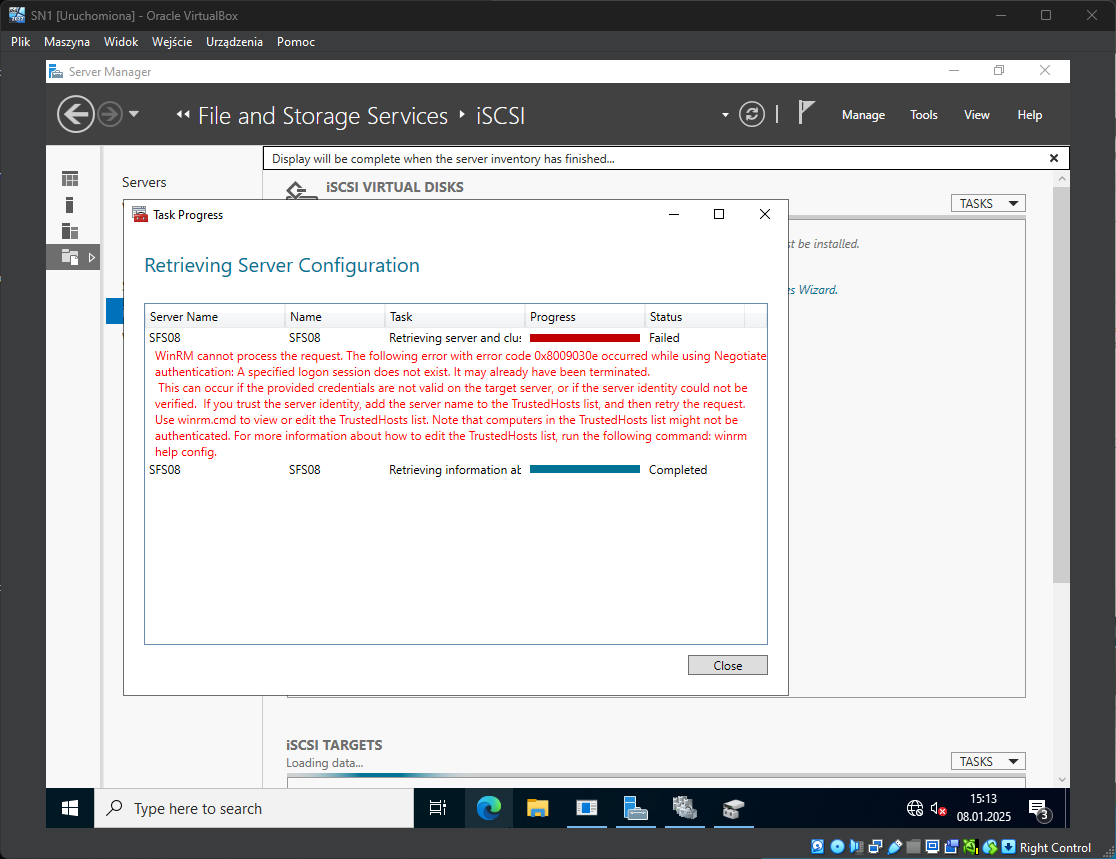 SN1 [Uruchomiona] - Oracle VirtualBox
Plik Maszyna Widok Wejście Urządzenia Pomoc
Server Manager
File and Storage Services iSCSI
Manage Tools View Help
Display will be complete when the server inventory has finished...
Servers
iSCSI VIRTUAL DISKS
TASKS
Task Progress
st be installed.
Retrieving Server Configuration
es Wizard.
Server Name Name Task Progress Status
SFS08 SFS08 Retrieving server and clus Failed
WinRM cannot process the request. The following error with error code 0x8009030e occurred while using Negotiate
authentication: A specified logon session does not exist. It may already have been terminated.
This can occur if the provided credentials are not valid on the target server, or if the server identity could not be
verified. If you trust the server identity, add the server name to the TrustedHosts list, and then retry the request.
Use winrm.cmd to view or edit the TrustedHosts list. Note that computers in the TrustedHosts list might not be
authenticated. For more information about how to edit the TrustedHosts list, run the following command: winrm
help config.
SFS08 SFS08 Retrieving information ab Completed
Close
iSCSI TARGETS
Loading data...
TASKS
Type here to search
15:13
08.01.2025
3
Right Control